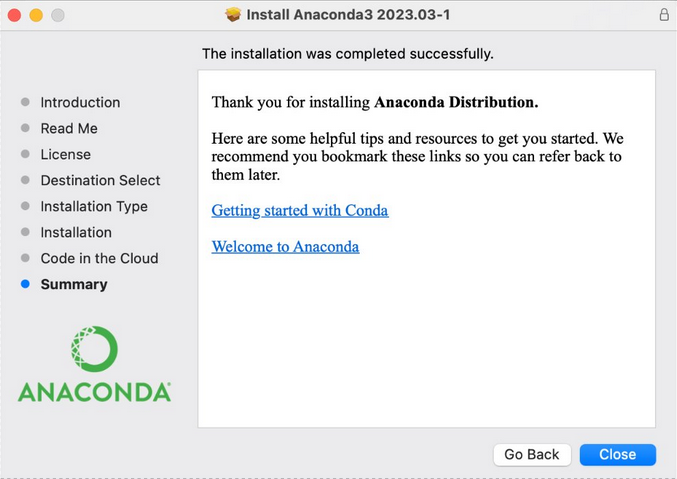 Install Anaconda3 2023.03-1
The installation was completed successfully.
Introduction
Read Me
License
Destination Select
Installation Type
Installation
Code in the Cloud
Summary
ANACONDA®
Thank you for installing Anaconda Distribution.
Here are some helpful tips and resources to get you started. We
recommend you bookmark these links so you can refer back to
them later.
Getting started with Conda
Welcome to Anaconda
Go Back
Close